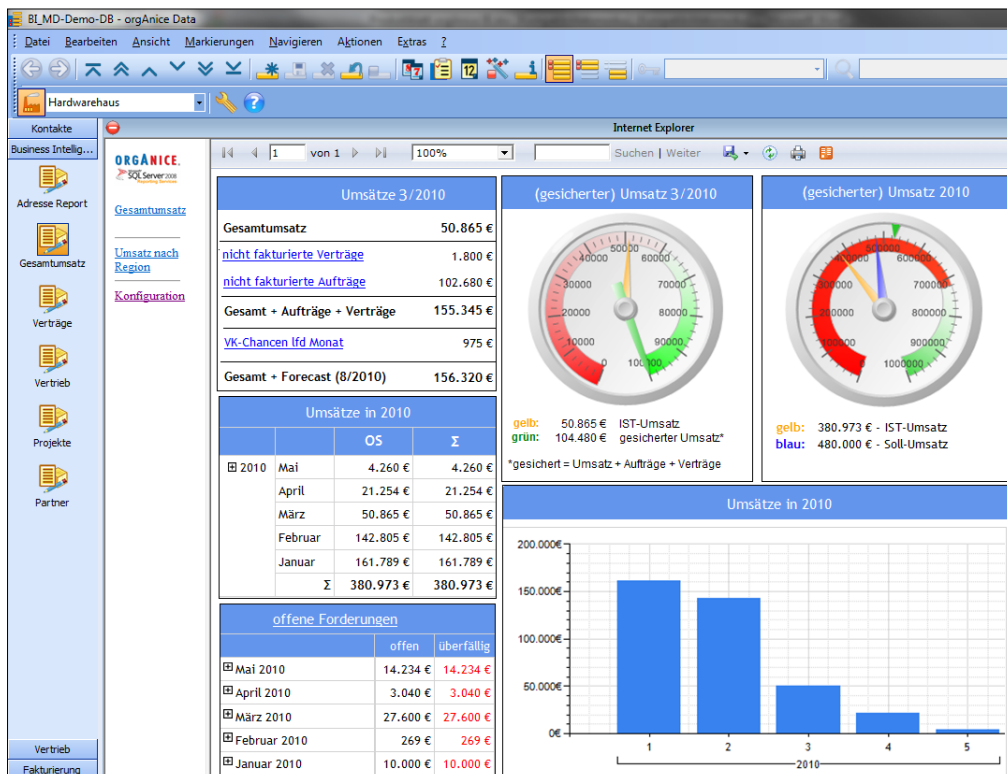 BI_MD-Demo-DB - orgAnice Data
Datei Bearbeiten Ansicht Markierungen Navigieren Aktionen Extras ?
Hardwarehaus
Kontakte
Business Intellig...
Adresse Report
Gesamtumsatz
Verträge
Vertrieb
Projekte
Partner
Vertrieb
Fakturierung
Internet Explorer
ORGANICE.
SQL Server 2008
Reporting Services
Gesamtumsatz
Umsatz nach
Region
Konfiguration
1 von 1 100% Suchen | Weiter
Umsätze 3/2010
Gesamtumsatz 50.865 €
nicht fakturierte Verträge 1.800 €
nicht fakturierte Aufträge 102.680 €
Gesamt + Aufträge + Verträge 155.345 €
VK-Chancen lfd Monat 975 €
Gesamt + Forecast (8/2010) 156.320 €
(gesicherter) Umsatz 3/2010
0
10000
20000
30000
40000
50000
60000
70000
80000
90000
100000
gelb: 50.865 € IST-Umsatz
grün: 104.480 € gesicherter Umsatz*
*gesichert = Umsatz + Aufträge + Verträge
(gesicherter) Umsatz 2010
0
100000
200000
300000
400000
500000
600000
700000
800000
900000
1000000
gelb: 380.973 € - IST-Umsatz
blau: 480.000 € - Soll-Umsatz
Umsätze in 2010
OS Σ
2010 Mai 4.260 € 4.260 €
April 21.254 € 21.254 €
März 50.865 € 50.865 €
Februar 142.805 € 142.805 €
Januar 161.789 € 161.789 €
Σ 380.973 € 380.973 €
offene Forderungen
offen überfällig
Mai 2010 14.234 € 14.234 €
April 2010 3.040 € 3.040 €
März 2010 27.600 € 27.600 €
Februar 2010 269 € 269 €
Januar 2010 10.000 € 10.000 €
Umsätze in 2010
200.000€
150.000€
100.000€
50.000€
0€
1 2 3 4 5
2010